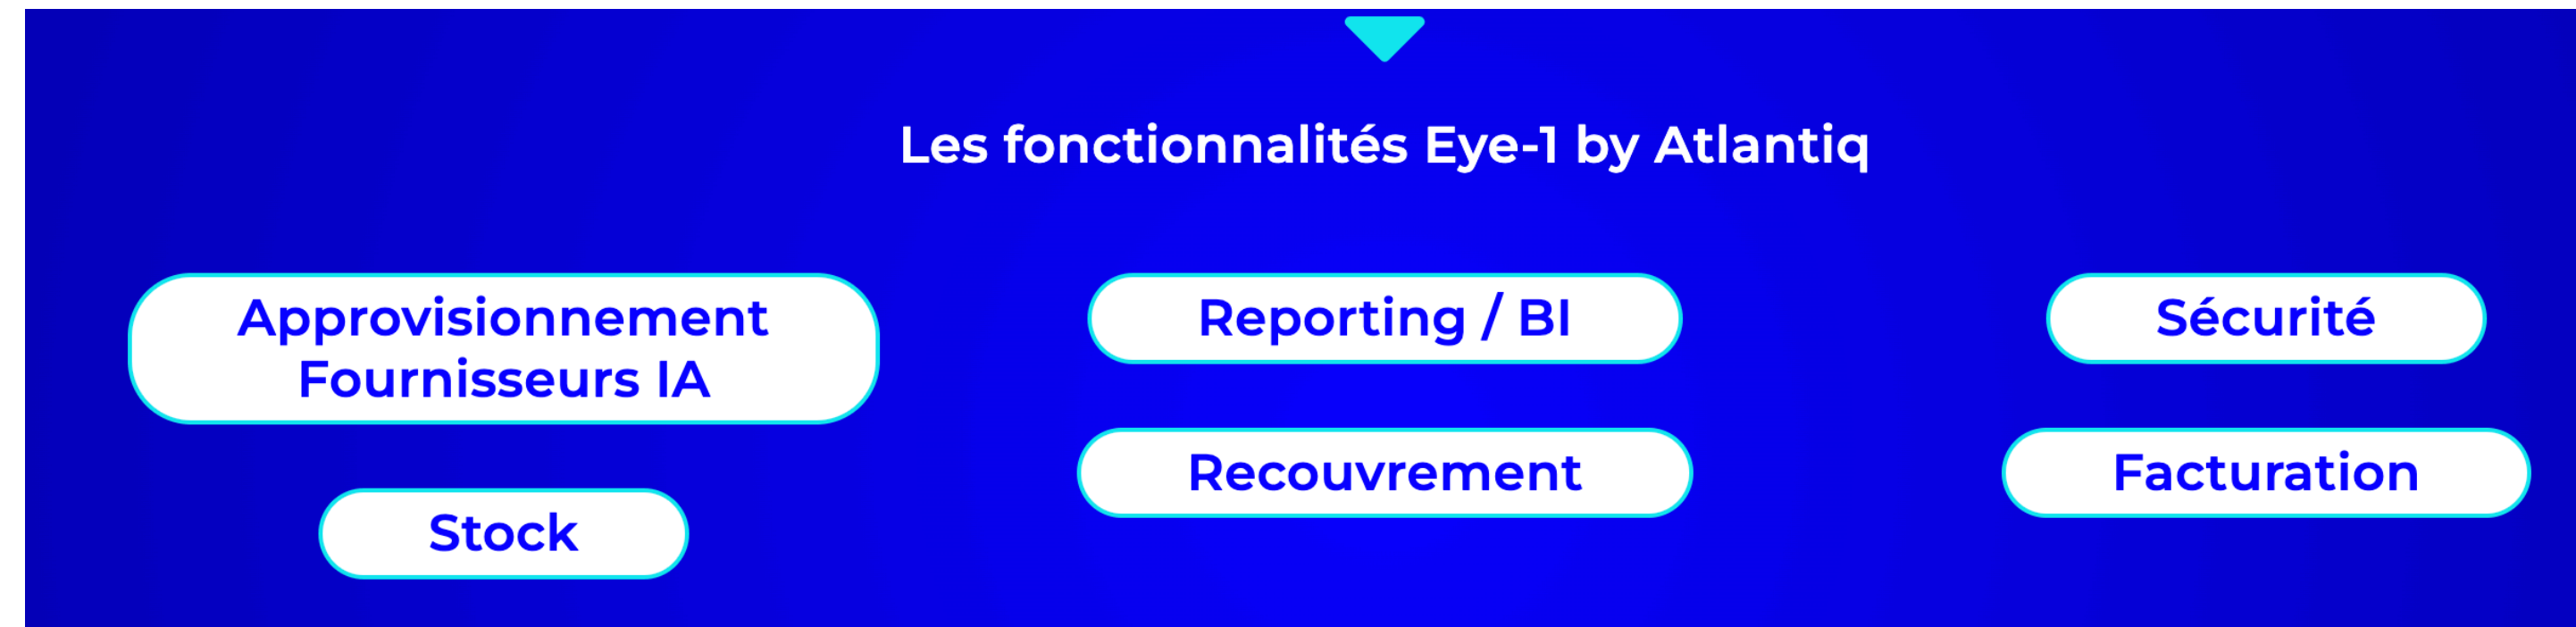 Les fonctionnalités Eye-1 by Atlantiq
Approvisionnement
Fournisseurs IA
Stock
Reporting / BI
Recouvrement
Sécurité
Facturation